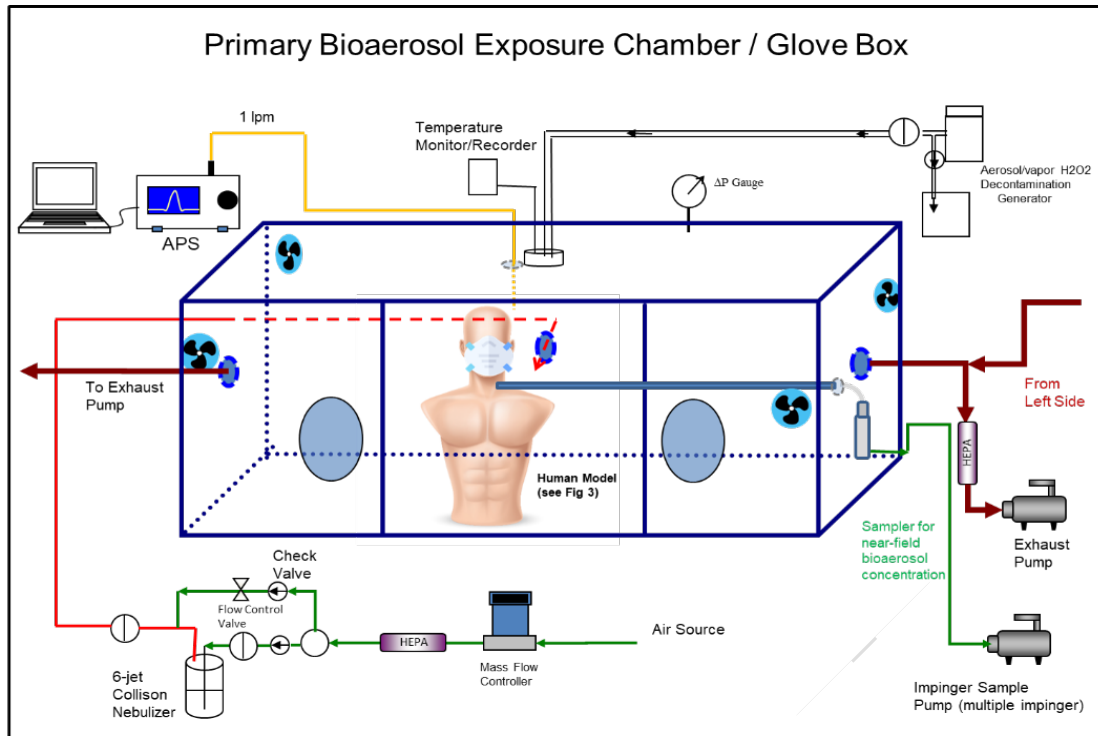 Primary Bioaerosol Exposure Chamber / Glove Box
1 lpm
Temperature
Monitor/Recorder
ΔP Gauge
Aerosol/vapor H2O2
Decontamination
Generator
APS
To Exhaust
Pump
From
Left Side
HEPA
Human Model
(see Fig 3)
Sampler for
near-field
bioaerosol
concentration
Exhaust
Pump
Check
Valve
Flow Control
Valve
HEPA
Air Source
Mass Flow
Controller
6-jet
Collison
Nebulizer
Impinger Sample
Pump (multiple impinger)